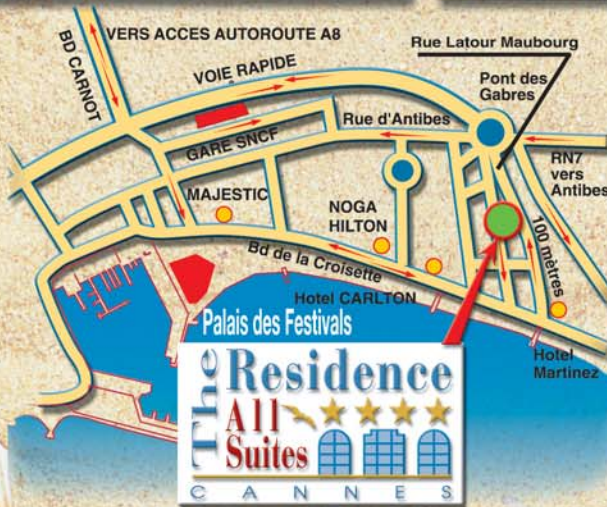 VERS ACCES AUTOROUTE A8
BD CARNOT
Rue Latour Maubourg
VOIE RAPIDE
Pont des
Gabres
Rue d'Antibes
GARE SNCF
RN7
vers
Antibes
MAJESTIC
NOGA
HILTON
100 mètres
Bd de la Croisette
Hotel CARLTON
Palais des Festivals
Hotel
Martinez
The Residence
All
Suites
CANNES